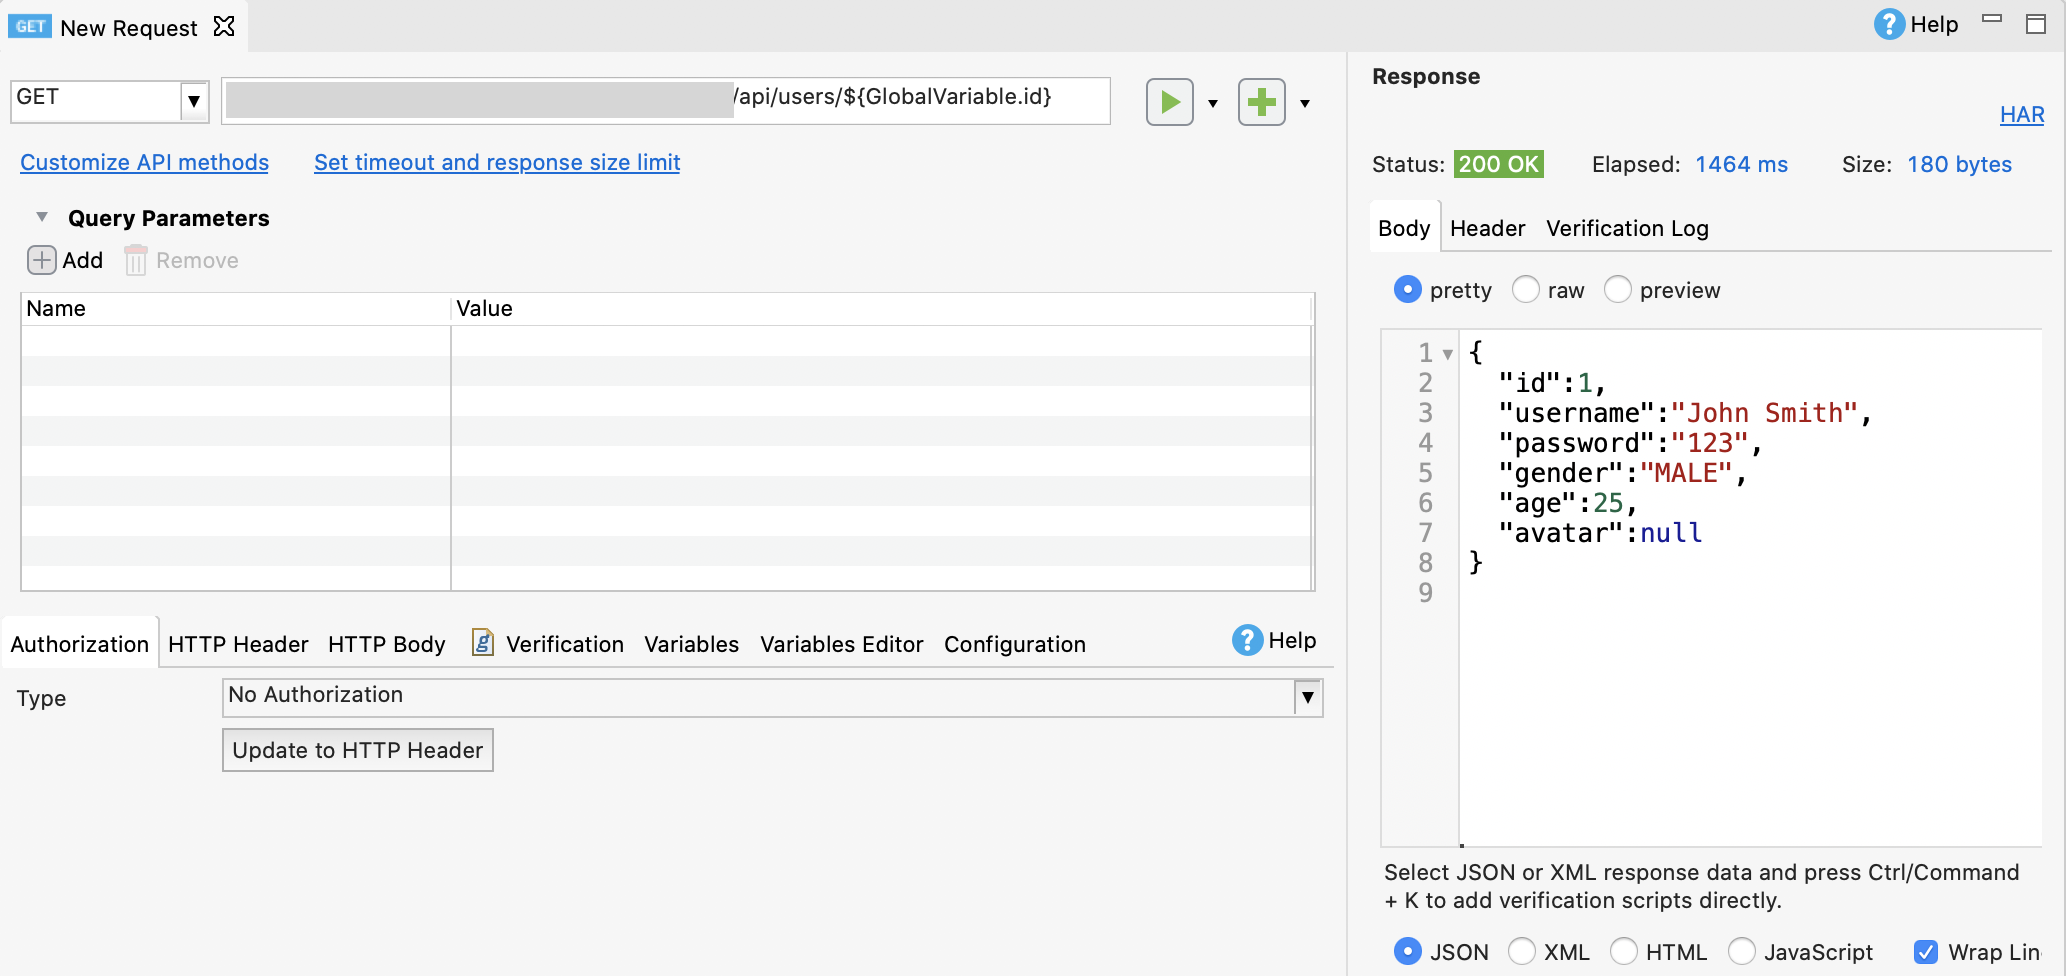 GET New Request
Help
GET
/api/users/${GlobalVariable.id}
Customize API methods
Set timeout and response size limit
Query Parameters
Add
Remove
Name
Value
Authorization
HTTP Header
HTTP Body
g Verification
Variables
Variables Editor
Configuration
Help
Type
No Authorization
Update to HTTP Header
Response
HAR
Status: 200 OK
Elapsed: 1464 ms
Size: 180 bytes
Body
Header
Verification Log
pretty
raw
preview
1 {
2 "id":1,
3 "username":"John Smith",
4 "password":"123",
5 "gender":"MALE",
6 "age":25,
7 "avatar":null
8 }
9
Select JSON or XML response data and press Ctrl/Command
+ K to add verification scripts directly.
JSON
XML
HTML
JavaScript
Wrap Lin